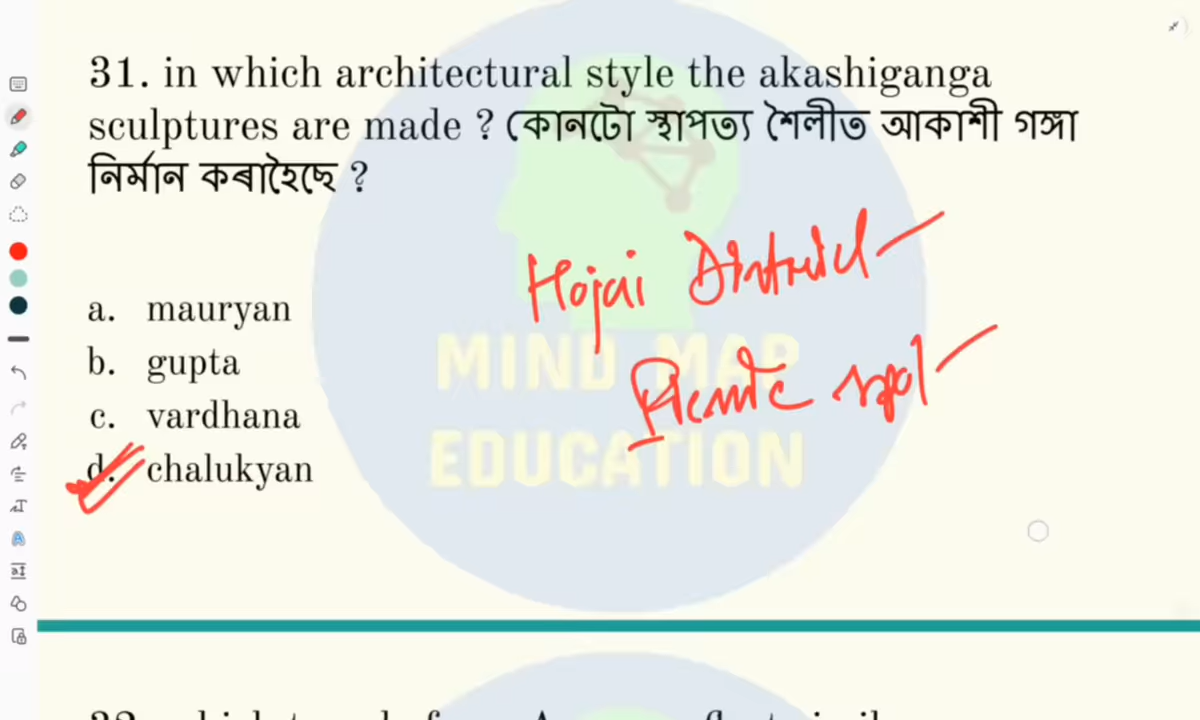 31. in which architectural style the akashiganga
sculptures are made ? কোনটো স্থাপত্য শৈলীত আকাশী গঙ্গা
নিৰ্মান কৰাহৈছে ?
Hojai District
a. mauryan
MIND MAP
b. gupta
Picnic spot
c. vardhana
EDUCATION
d. chalukyan